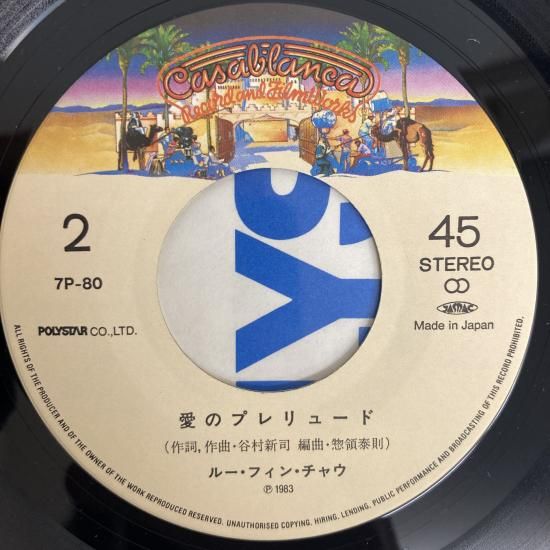 Casablanca
Record and FilmWorks
2
7P-80
POLYSTAR CO.,LTD.
45
STEREO
JASRAC
Made in Japan
愛のプレリュード
(作詞,作曲・谷村新司 編曲・惣領泰則)
ルー・フィン・チャウ
Ⓟ 1983
ALL RIGHTS OF THE PRODUCER AND OF THE OWNER OF THE WORK REPRODUCED RESERVED. UNAUTHORISED COPYING, HIRING, LENDING, PUBLIC PERFORMANCE AND BROADCASTING OF THIS RECORD PROHIBITED.